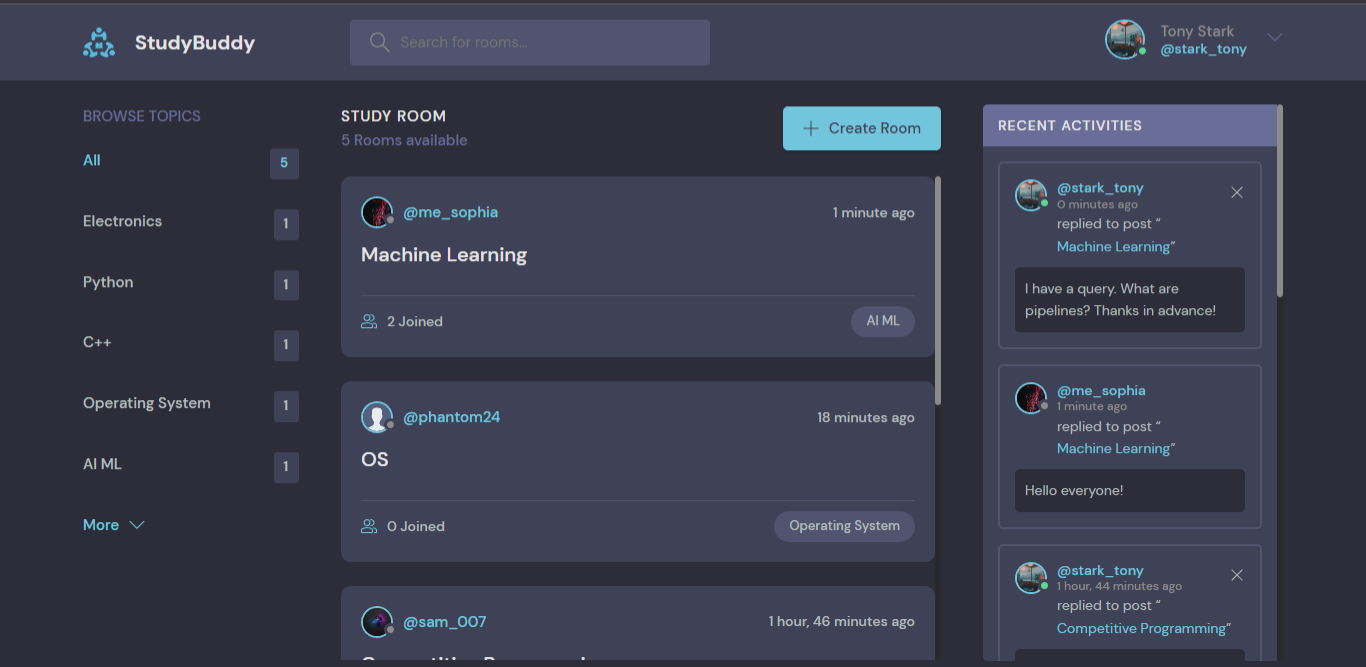 StudyBuddy
Search for rooms...
Tony Stark
@stark_tony
BROWSE TOPICS
All
5
Electronics
1
Python
1
C++
1
Operating System
1
AI ML
1
More
STUDY ROOM
5 Rooms available
Create Room
@me_sophia
1 minute ago
Machine Learning
2 Joined
AI ML
@phantom24
18 minutes ago
OS
0 Joined
Operating System
@sam_007
1 hour, 46 minutes ago
RECENT ACTIVITIES
@stark_tony
0 minutes ago
replied to post “
Machine Learning”
I have a query. What are
pipelines? Thanks in advance!
@me_sophia
1 minute ago
replied to post “
Machine Learning”
Hello everyone!
@stark_tony
1 hour, 44 minutes ago
replied to post “
Competitive Programming”